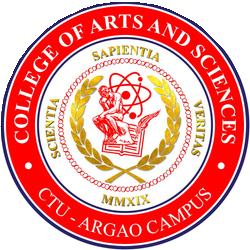 COLLEGE OF ARTS AND SCIENCES
SAPIENTIA
SCIENTIA
VERITAS
MMXIX
CTU - ARGAO CAMPUS